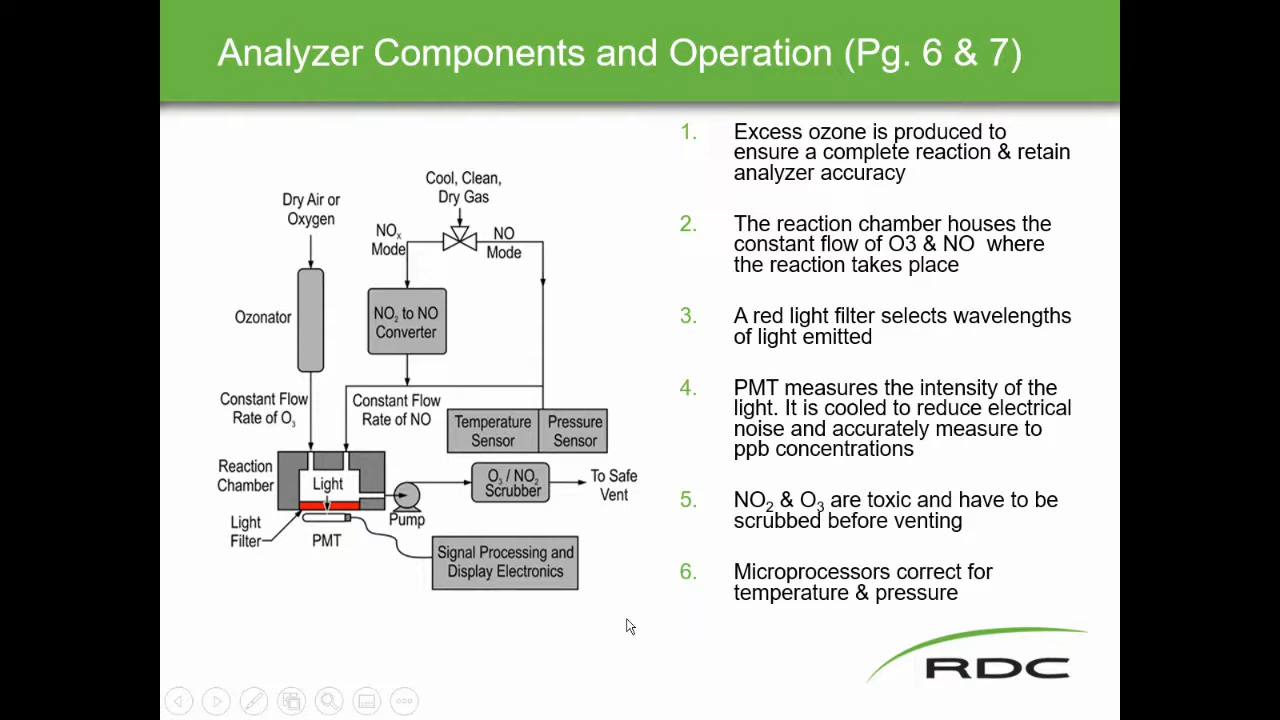 Analyzer Components and Operation (Pg. 6 & 7)
Cool, Clean,
Dry Gas
Dry Air or
Oxygen
NOₓ
Mode
NO
Mode
Ozonator
NO₂ to NO
Converter
Constant Flow
Rate of O₃
Constant Flow
Rate of NO
Temperature
Sensor
Pressure
Sensor
Reaction
Chamber
Light
O₃ / NO₂
Scrubber
To Safe
Vent
Pump
Light
Filter
PMT
Signal Processing and
Display Electronics
1. Excess ozone is produced to
ensure a complete reaction & retain
analyzer accuracy
2. The reaction chamber houses the
constant flow of O3 & NO where
the reaction takes place
3. A red light filter selects wavelengths
of light emitted
4. PMT measures the intensity of the
light. It is cooled to reduce electrical
noise and accurately measure to
ppb concentrations
5. NO₂ & O₃ are toxic and have to be
scrubbed before venting
6. Microprocessors correct for
temperature & pressure
RDC